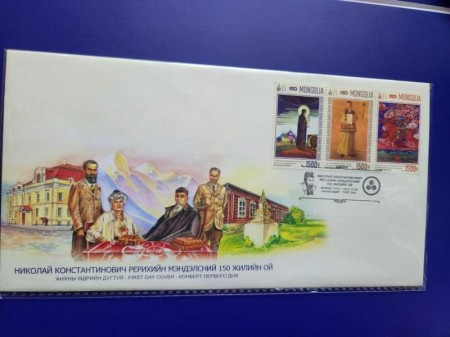 MONGOLIA
MONGOLIA
MONGOLIA
1500₮
1500₮
1500₮
НИКОЛАЙ КОНСТАНТИНОВИЧ РЕРИХИЙН МЭНДЭЛСНИЙ 150 ЖИЛИЙН ОЙ
АНХНЫ ӨДРИЙН ДУГТУЙ - FIRST DAY COVER - КОНВЕРТ ПЕРВОГО ДНЯ